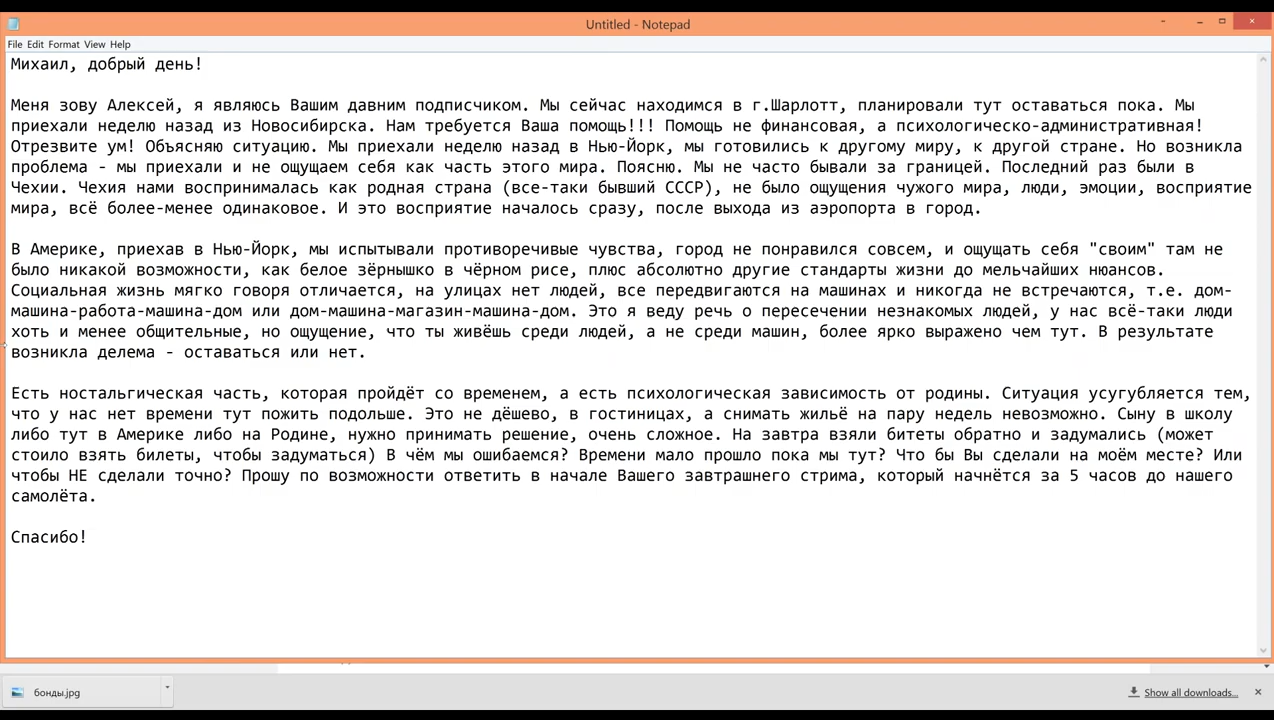 Untitled - Notepad
File Edit Format View Help
Михаил, добрый день!
Меня зову Алексей, я являюсь Вашим давним подписчиком. Мы сейчас находимся в г.Шарлотт, планировали тут оставаться пока. Мы
приехали неделю назад из Новосибирска. Нам требуется Ваша помощь!!! Помощь не финансовая, а психологическо-административная!
Отрезвите ум! Объясняю ситуацию. Мы приехали неделю назад в Нью-Йорк, мы готовились к другому миру, к другой стране. Но возникла
проблема - мы приехали и не ощущаем себя как часть этого мира. Поясню. Мы не часто бывали за границей. Последний раз были в
Чехии. Чехия нами воспринималась как родная страна (все-таки бывший СССР), не было ощущения чужого мира, люди, эмоции, восприятие
мира, всё более-менее одинаковое. И это восприятие началось сразу, после выхода из аэропорта в город.
В Америке, приехав в Нью-Йорк, мы испытывали противоречивые чувства, город не понравился совсем, и ощущать себя "своим" там не
было никакой возможности, как белое зёрнышко в чёрном рисе, плюс абсолютно другие стандарты жизни до мельчайших нюансов.
Социальная жизнь мягко говоря отличается, на улицах нет людей, все передвигаются на машинах и никогда не встречаются, т.е. дом-
машина-работа-машина-дом или дом-машина-магазин-машина-дом. Это я веду речь о пересечении незнакомых людей, у нас всё-таки люди
хоть и менее общительные, но ощущение, что ты живёшь среди людей, а не среди машин, более ярко выражено чем тут. В результате
возникла делема - оставаться или нет.
Есть ностальгическая часть, которая пройдёт со временем, а есть психологическая зависимость от родины. Ситуация усугубляется тем,
что у нас нет времени тут пожить подольше. Это не дёшево, в гостиницах, а снимать жильё на пару недель невозможно. Сыну в школу
либо тут в Америке либо на Родине, нужно принимать решение, очень сложное. На завтра взяли битеты обратно и задумались (может
стоило взять билеты, чтобы задуматься) В чём мы ошибаемся? Времени мало прошло пока мы тут? Что бы Вы сделали на моём месте? Или
чтобы НЕ сделали точно? Прошу по возможности ответить в начале Вашего завтрашнего стрима, который начнётся за 5 часов до нашего
самолёта.
Спасибо!
бонды.jpg
Show all downloads...